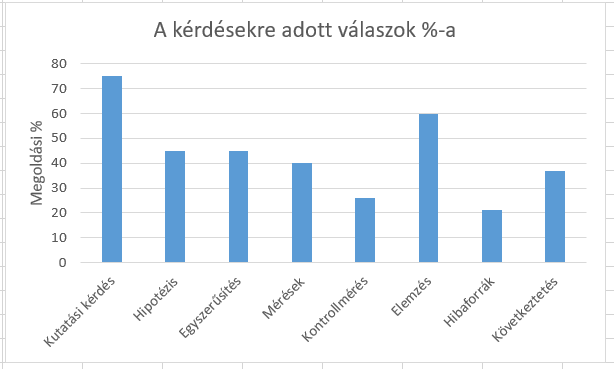 A kérdésekre adott válaszok %-a
Megoldási %
80
70
60
50
40
30
20
10
0
Kutatási kérdés
Hipotézis
Egyszerűsítés
Mérések
Kontrollmérés
Elemzés
Hibaforrák
Következtetés